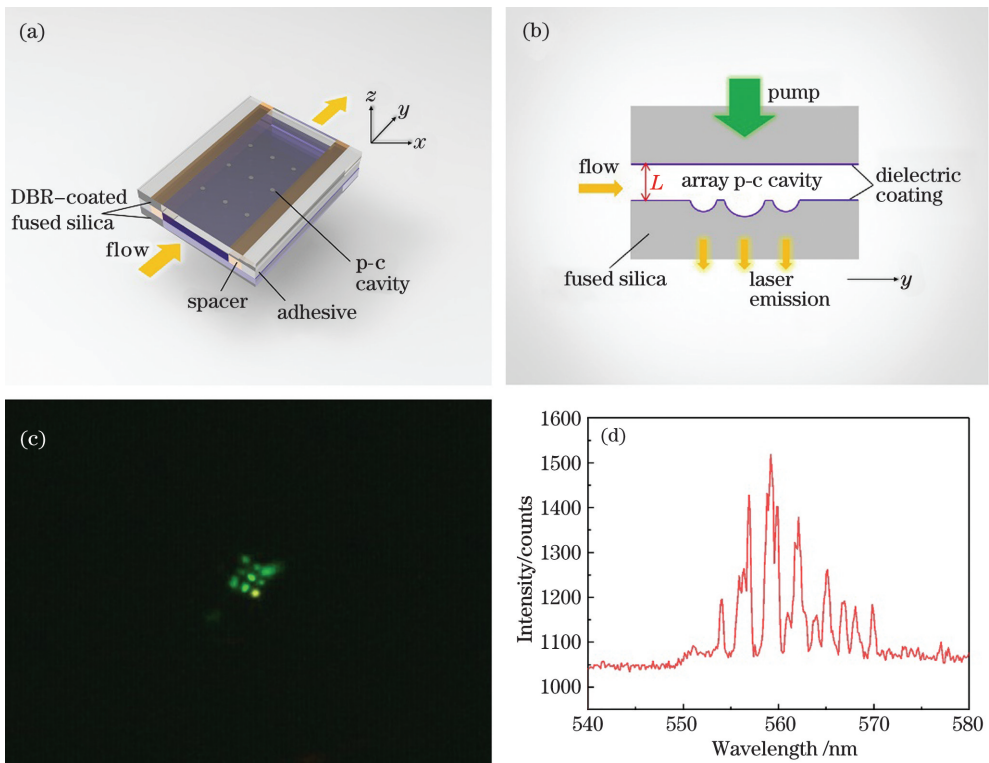 (a)
z
y
x
DBR–coated
fused silica
flow
spacer
adhesive
p-c
cavity
(b)
pump
flow
L
array p-c cavity
dielectric
coating
fused silica
laser
emission
y
(c)
(d)
1600
1500
1400
1300
1200
1100
1000
Intensity/counts
540
550
560
570
580
Wavelength /nm